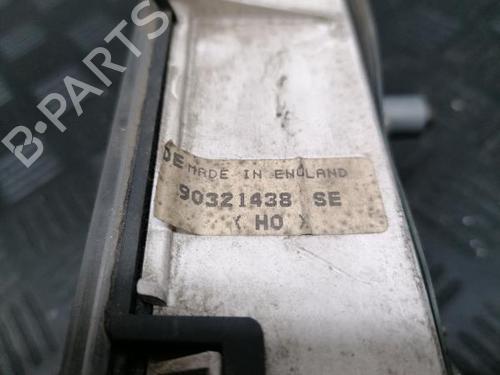 B-PARTS
DE MADE IN ENGLAND
90321438 SE
( HO )